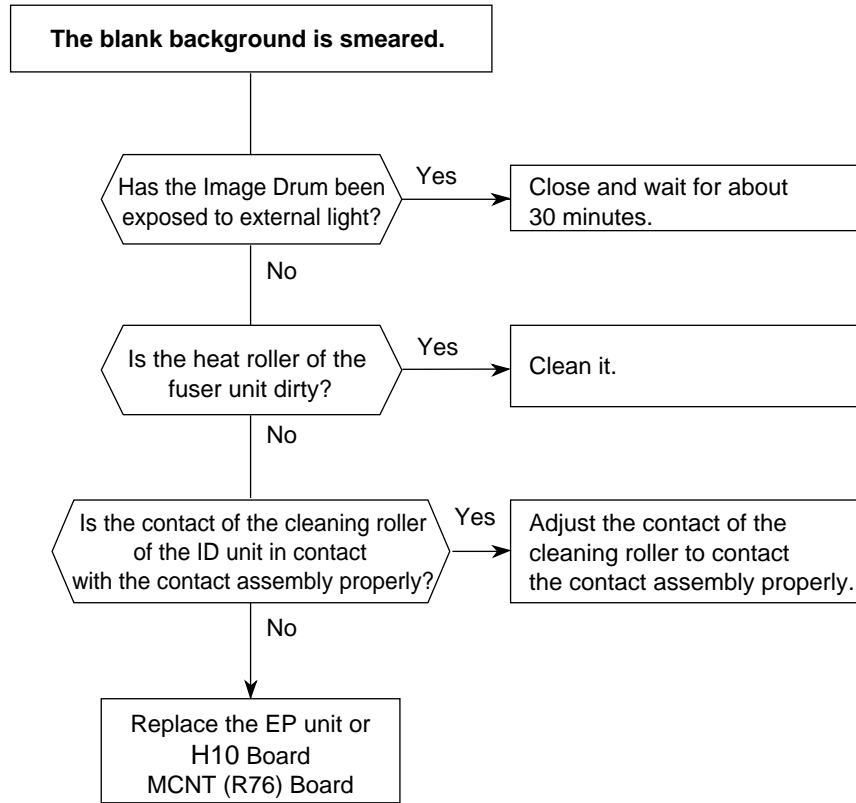 The blank background is smeared.
Has the Image Drum been
exposed to external light?
Yes
Close and wait for about
30 minutes.
No
Is the heat roller of the
fuser unit dirty?
Yes
Clean it.
No
Is the contact of the cleaning roller
of the ID unit in contact
with the contact assembly properly?
Yes
Adjust the contact of the
cleaning roller to contact
the contact assembly properly.
No
Replace the EP unit or
H10 Board
MCNT (R76) Board